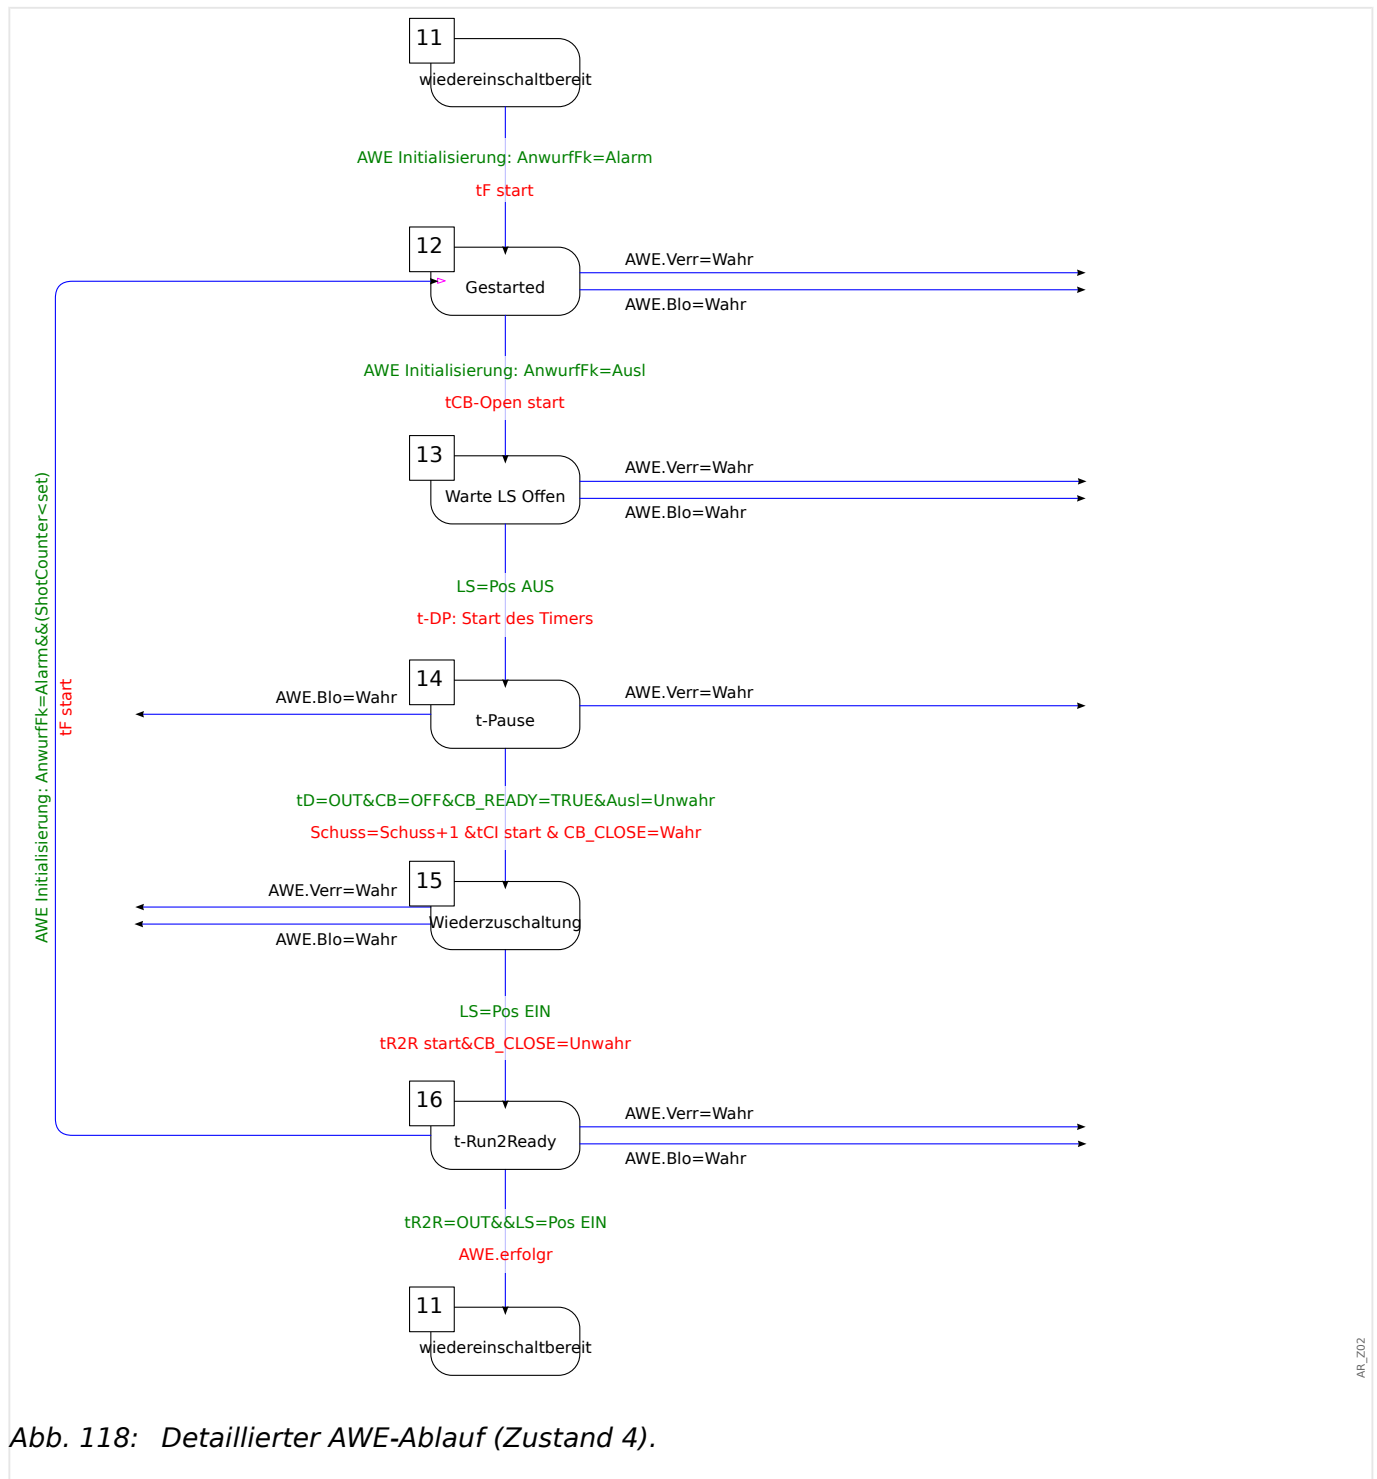 11
wiedereinschaltbereit
AWE Initialisierung: AnwurfFk=Alarm
tF start
12
Gestarted
AWE.Verr=Wahr
AWE.Blo=Wahr
AWE Initialisierung: AnwurfFk=Ausl
tCB-Open start
13
Warte LS Offen
AWE.Verr=Wahr
AWE.Blo=Wahr
AWE Initialisierung: AnwurfFk=Alarm&&(ShotCounter<set)
tF start
LS=Pos AUS
t-DP: Start des Timers
14
t-Pause
AWE.Blo=Wahr
AWE.Verr=Wahr
tD=OUT&CB=OFF&CB_READY=TRUE&Ausl=Unwahr
Schuss=Schuss+1 &tCI start & CB_CLOSE=Wahr
15
AWE.Verr=Wahr
Wiederzuschaltung
AWE.Blo=Wahr
LS=Pos EIN
tR2R start&CB_CLOSE=Unwahr
16
t-Run2Ready
AWE.Verr=Wahr
AWE.Blo=Wahr
tR2R=OUT&&LS=Pos EIN
AWE.erfolgr
11
wiedereinschaltbereit
AR_Z02
Abb. 118: Detaillierter AWE-Ablauf (Zustand 4).